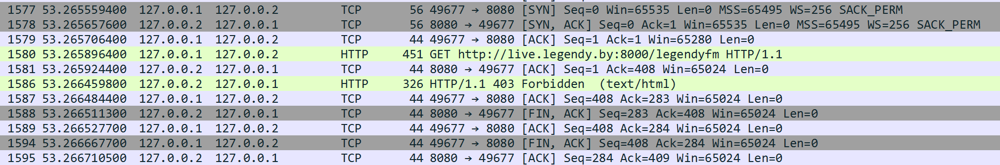 1577 53.265559400 127.0.0.1 127.0.0.2 TCP 56 49677 → 8080 [SYN] Seq=0 Win=65535 Len=0 MSS=65495 WS=256 SACK_PERM
1578 53.265657600 127.0.0.2 127.0.0.1 TCP 56 8080 → 49677 [SYN, ACK] Seq=0 Ack=1 Win=65535 Len=0 MSS=65495 WS=256 SACK_PERM
1579 53.265706400 127.0.0.1 127.0.0.2 TCP 44 49677 → 8080 [ACK] Seq=1 Ack=1 Win=65280 Len=0
1580 53.265896400 127.0.0.1 127.0.0.2 HTTP 451 GET http://live.legendy.by:8000/legendyfm HTTP/1.1
1581 53.265924400 127.0.0.2 127.0.0.1 TCP 44 8080 → 49677 [ACK] Seq=1 Ack=408 Win=65024 Len=0
1586 53.266459800 127.0.0.2 127.0.0.1 HTTP 326 HTTP/1.1 403 Forbidden (text/html)
1587 53.266484400 127.0.0.1 127.0.0.2 TCP 44 49677 → 8080 [ACK] Seq=408 Ack=283 Win=65024 Len=0
1588 53.266511300 127.0.0.2 127.0.0.1 TCP 44 8080 → 49677 [FIN, ACK] Seq=283 Ack=408 Win=65024 Len=0
1589 53.266527700 127.0.0.1 127.0.0.2 TCP 44 49677 → 8080 [ACK] Seq=408 Ack=284 Win=65024 Len=0
1594 53.266667700 127.0.0.1 127.0.0.2 TCP 44 49677 → 8080 [FIN, ACK] Seq=408 Ack=284 Win=65024 Len=0
1595 53.266710500 127.0.0.2 127.0.0.1 TCP 44 8080 → 49677 [ACK] Seq=284 Ack=409 Win=65024 Len=0